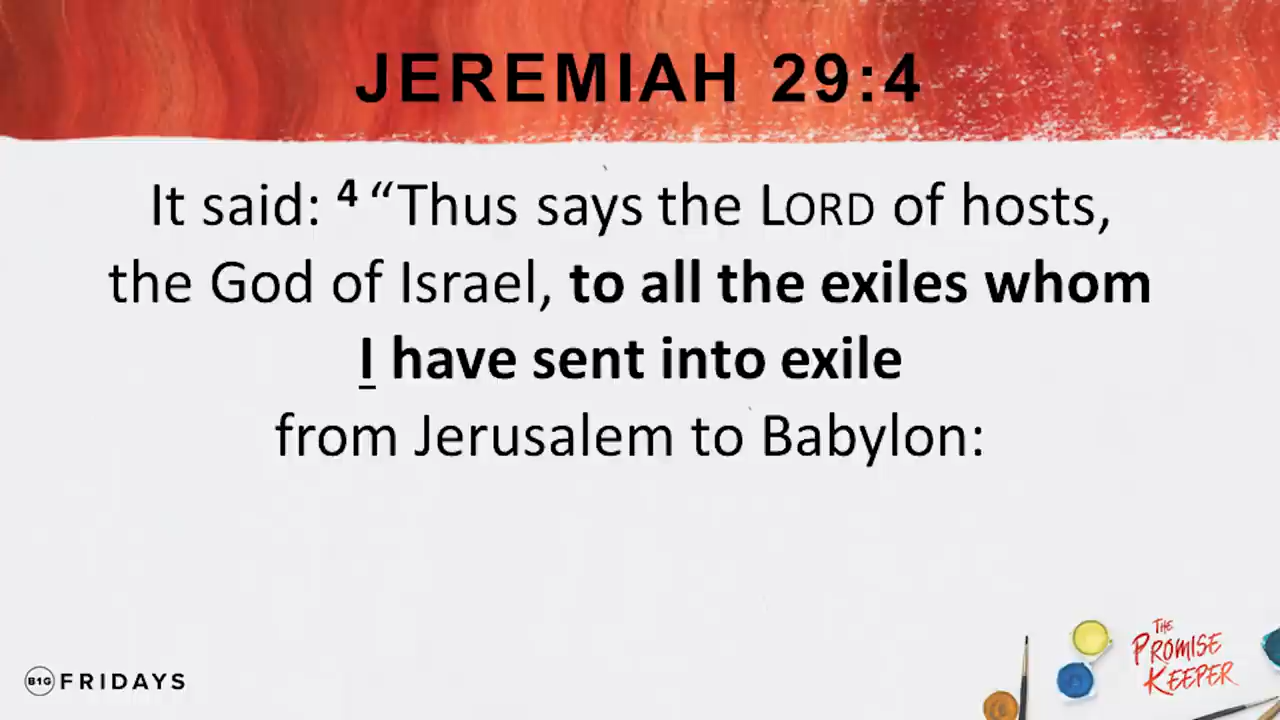 JEREMIAH 29:4
It said: ⁴ “Thus says the LORD of hosts,
the God of Israel, to all the exiles whom
I have sent into exile
from Jerusalem to Babylon:
B1G FRIDAYS
THE
PROMISE
KEEPER